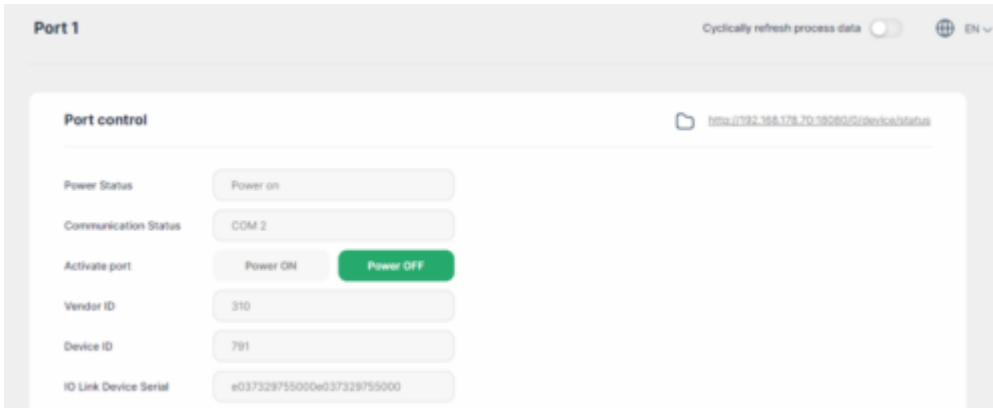 Port 1 Cyclically refresh process data EN
Port control http://192.168.178.70:18080/0/device/status
Power Status Power on
Communication Status COM 2
Activate port Power ON Power OFF
Vendor ID 310
Device ID 791
IO Link Device Serial e037329755000e037329755000